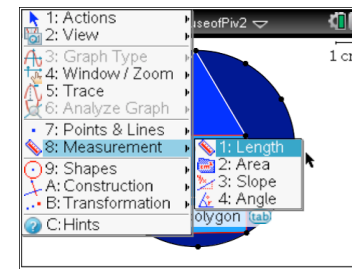 1: Actions
2: View
3: Graph Type
4: Window / Zoom
5: Trace
6: Analyze Graph
7: Points & Lines
8: Measurement
9: Shapes
A: Construction
B: Transformation
C:Hints
useofPiv2
1 c
1: Length
2: Area
3: Slope
4: Angle
olygon tab